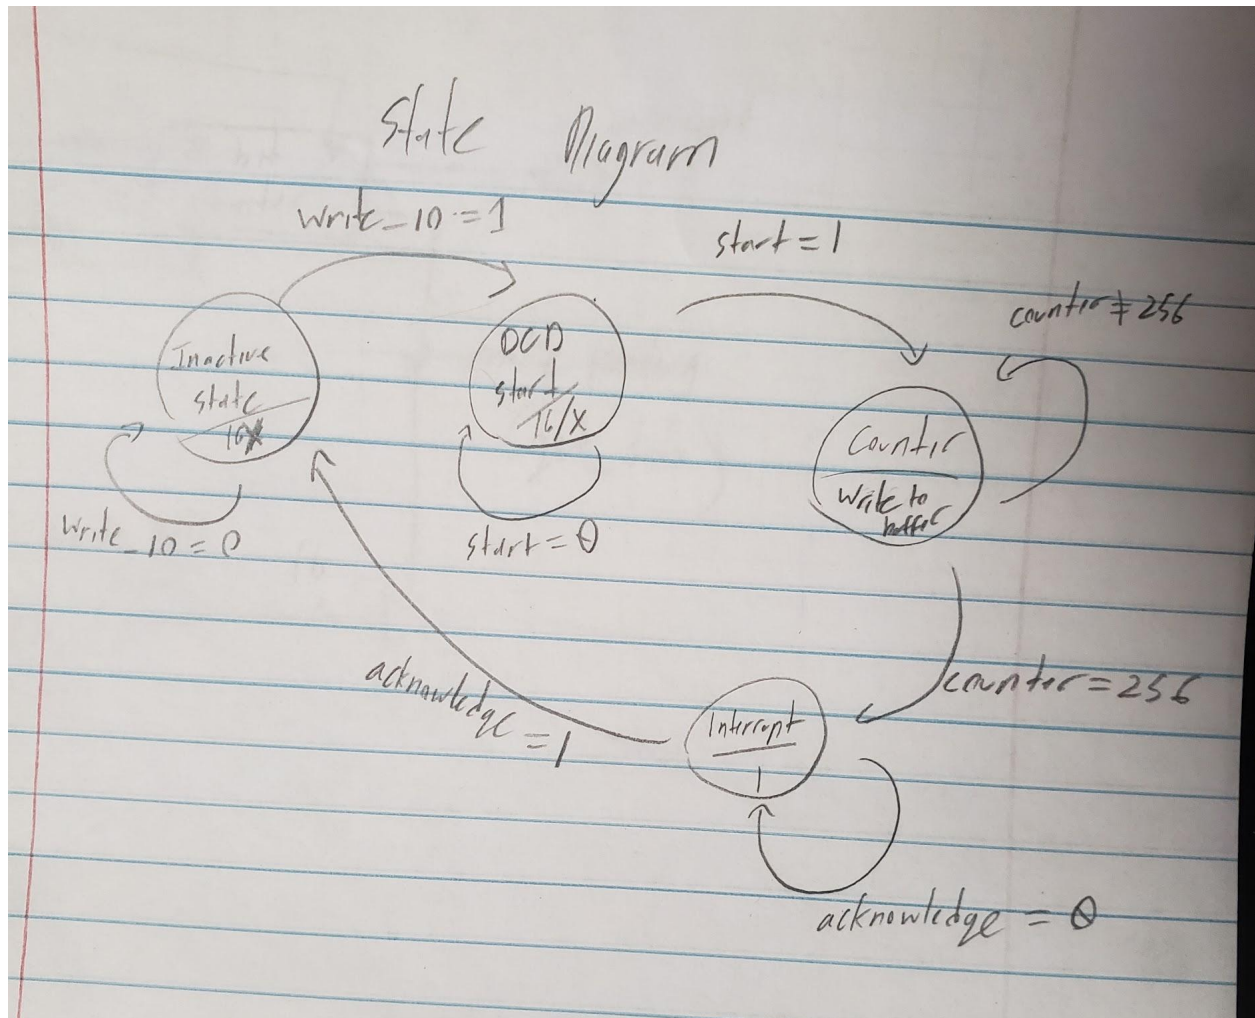 State Diagram
write_10 = 1
start = 1
counter ≠ 256
Inactive
state
16
OCD
start
16/X
Counter
write to
buffer
write_10 = 0
start = 0
counter = 256
acknowledge
= 1
Interrupt
1
acknowledge = 0